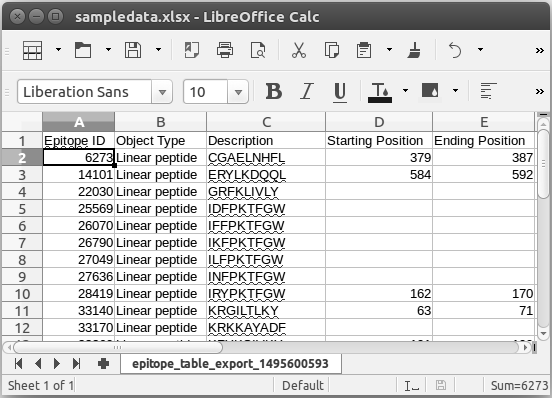 sampledata.xlsx - LibreOffice Calc
Liberation Sans 10 B I U T
A B C D E
1 Epitope ID Object Type Description Starting Position Ending Position
2 6273 Linear peptide CGAELNHFL 379 387
3 14101 Linear peptide ERYLKDQQL 584 592
4 22030 Linear peptide GRFKLIVLY
5 25569 Linear peptide IDFPKTFGW
6 26070 Linear peptide IFFPKTFGW
7 26790 Linear peptide IKFPKTFGW
8 27049 Linear peptide ILFPKTFGW
9 27636 Linear peptide INFPKTFGW
10 28419 Linear peptide IRYPKTFGW 162 170
11 33140 Linear peptide KRGILTLKY 63 71
12 33170 Linear peptide KRKKAYADF
epitope_table_export_1495600593
Sheet 1 of 1 Default Sum=6273